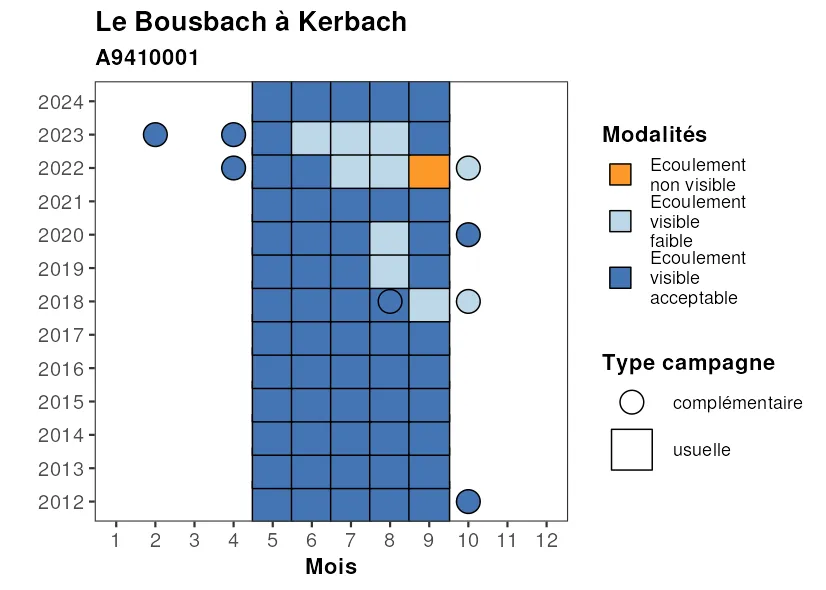 Le Bousbach à Kerbach
A9410001
2024
2023
2022
2021
2020
2019
2018
2017
2016
2015
2014
2013
2012
1 2 3 4 5 6 7 8 9 10 11 12
Mois
Modalités
Ecoulement
non visible
Ecoulement
visible
faible
Ecoulement
visible
acceptable
Type campagne
complémentaire
usuelle